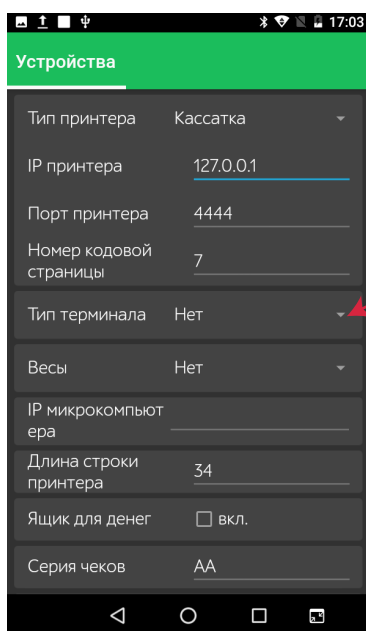 17:03
Устройства
Тип принтера Кассатка
IP принтера 127.0.0.1
Порт принтера 4444
Номер кодовой
страницы 7
Тип терминала Нет
Весы Нет
IP микрокомпьют
ера
Длина строки
принтера 34
Ящик для денег вкл.
Серия чеков AA